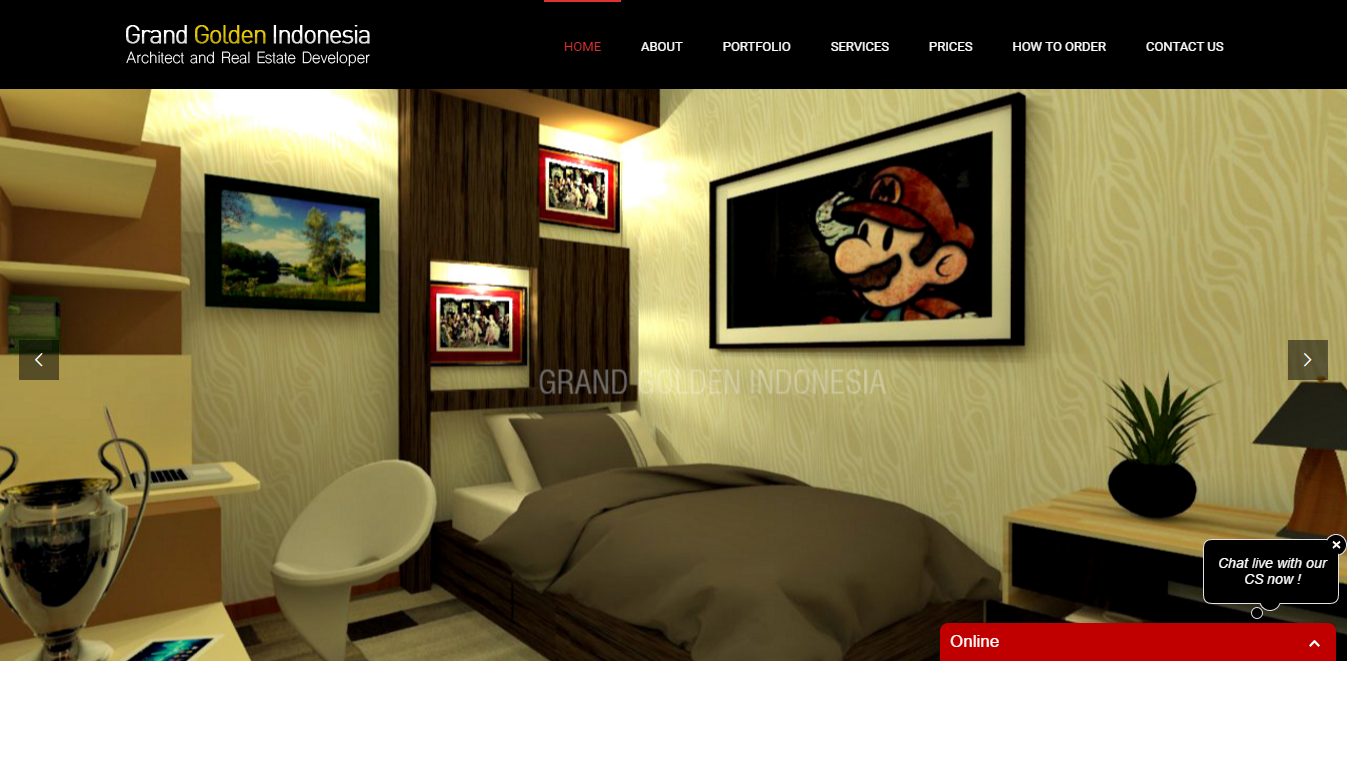 Grand Golden Indonesia
Architect and Real Estate Developer
HOME ABOUT PORTFOLIO SERVICES PRICES HOW TO ORDER CONTACT US
M
GRAND GOLDEN INDONESIA
Chat live with our
CS now !
Online